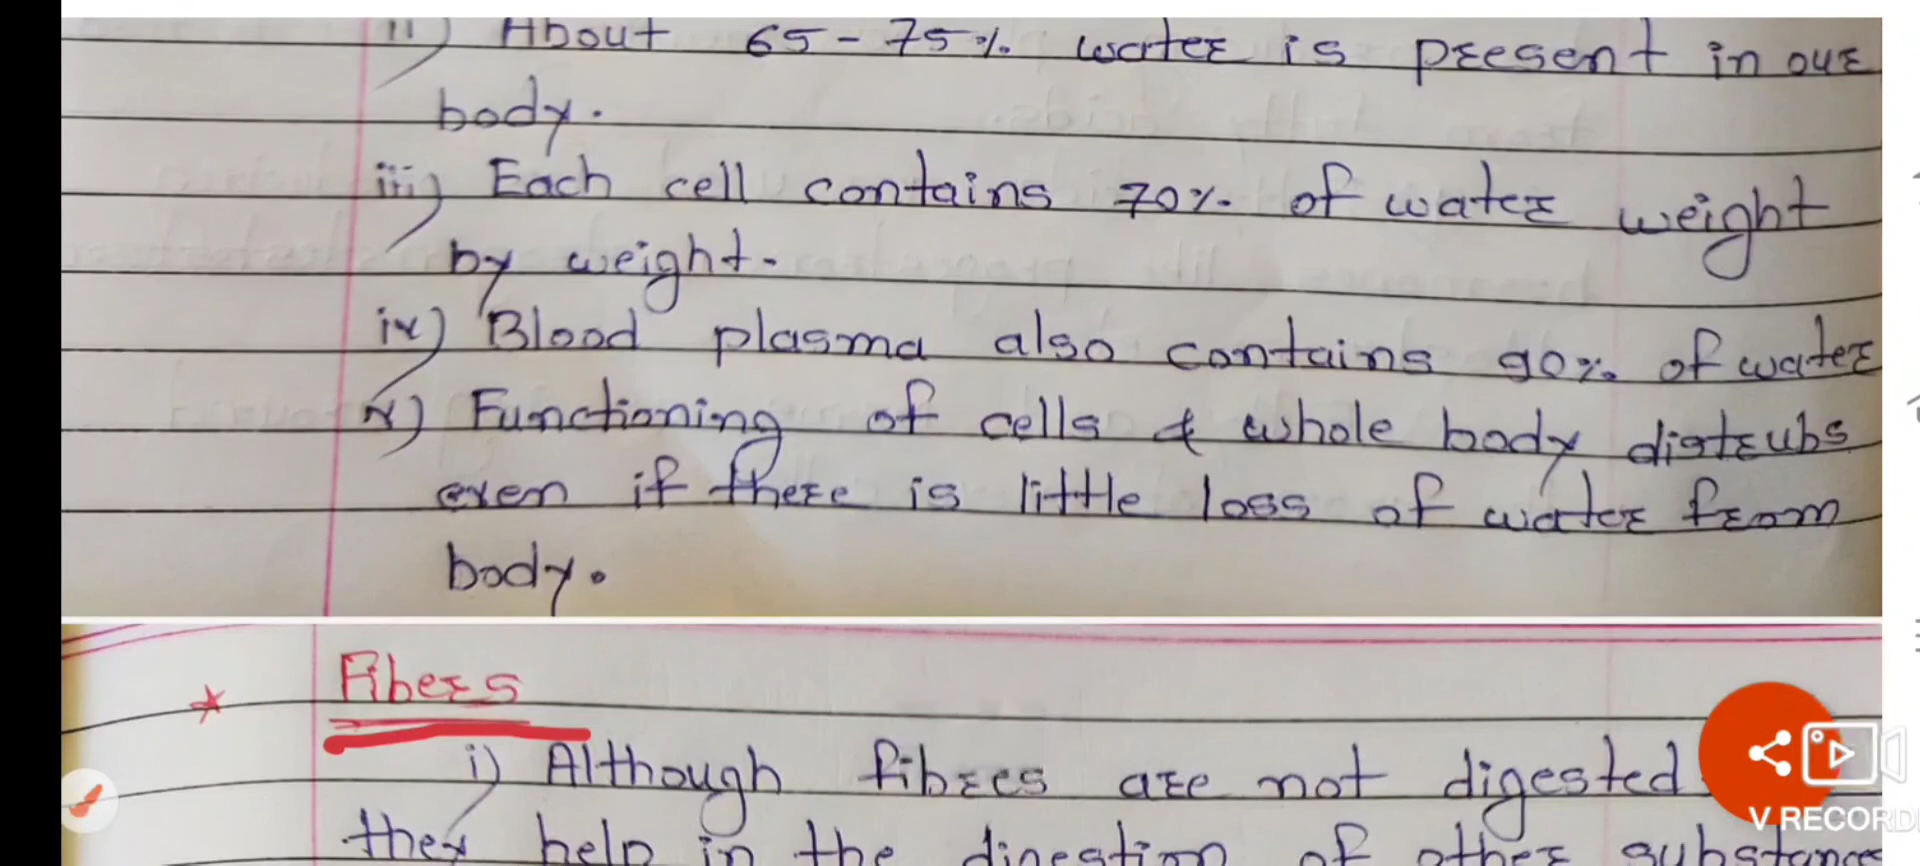 ii) About 65-75% water is present in our
body.
iii) Each cell contains 70% of water weight
by weight.
iv) Blood plasma also contains 90% of water
v) Functioning of cells & whole body distrubs
even if there is little loss of water from
body.
* Fibers
i) Although fibres are not digested
they help in the digestion of other substance
V RECORD